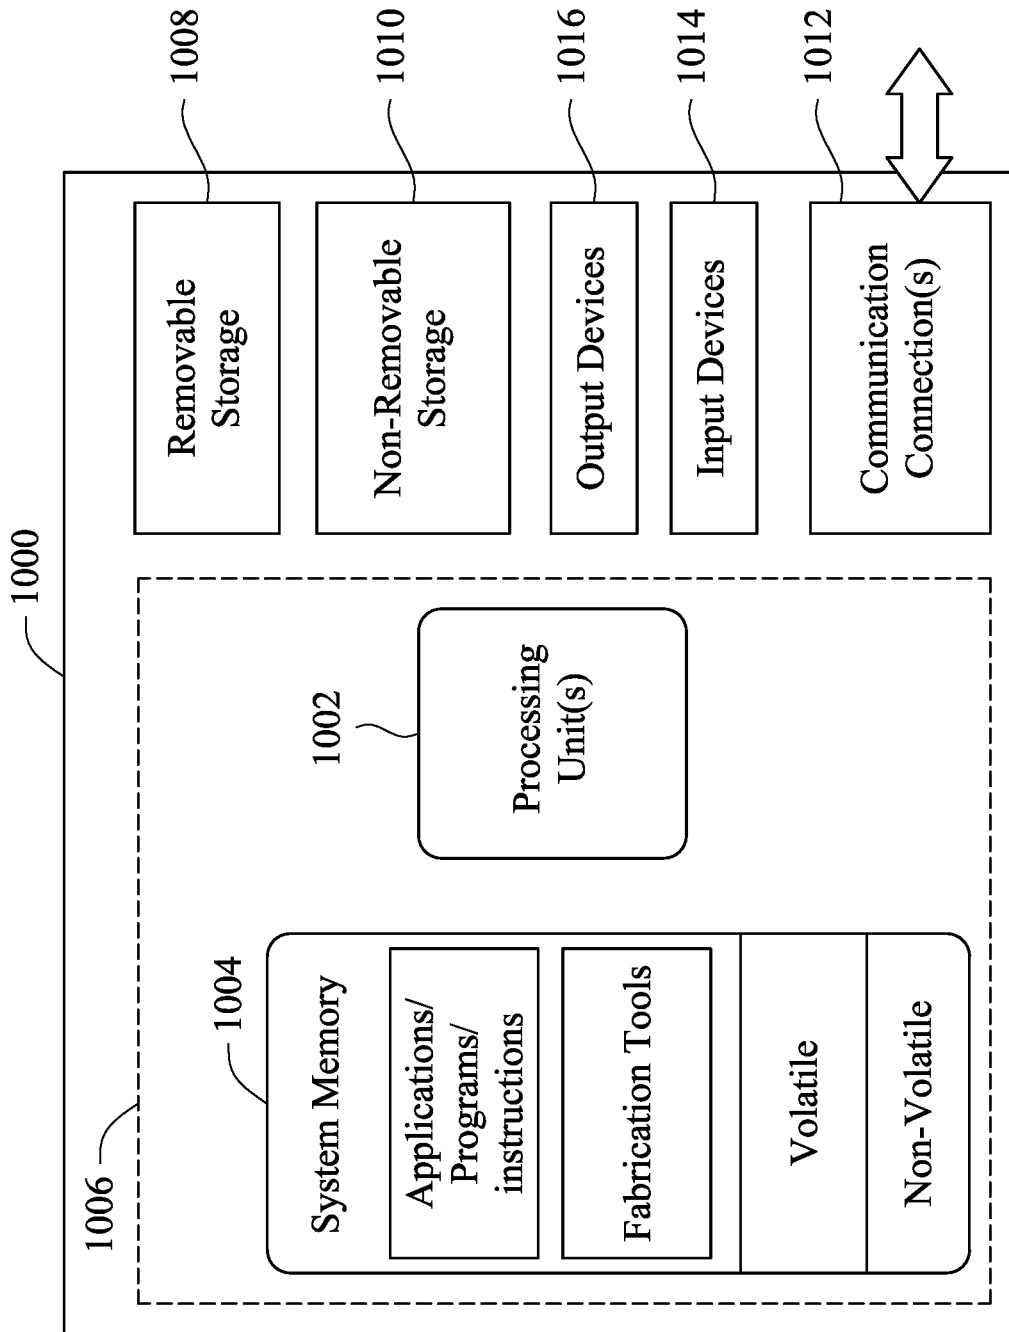 1000
1006
1004
System Memory
Applications/
Programs/
instructions
Fabrication Tools
Volatile
Non-Volatile
1002
Processing
Unit(s)
Removable
Storage
1008
Non-Removable
Storage
1010
Output Devices
1016
Input Devices
1014
Communication
Connection(s)
1012